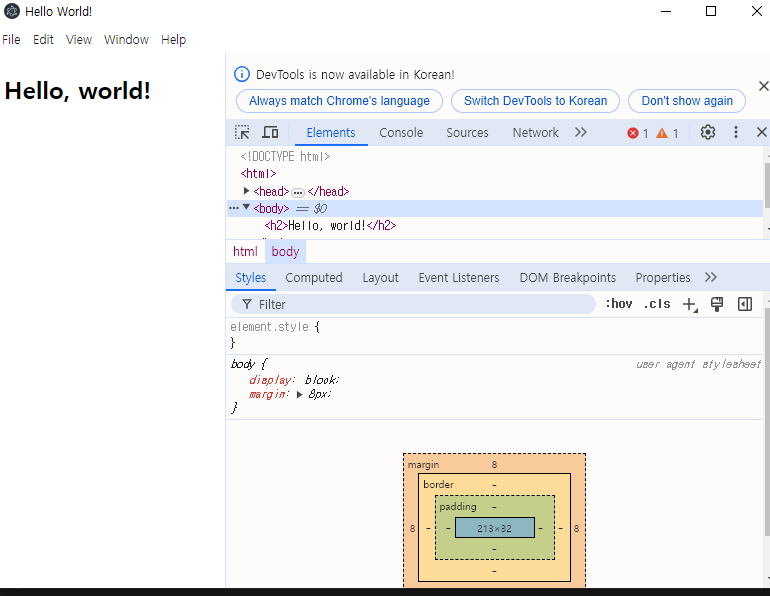 Hello World!
File Edit View Window Help
Hello, world!
DevTools is now available in Korean!
Always match Chrome's language Switch DevTools to Korean Don't show again
Elements Console Sources Network 1 1
<!DOCTYPE html>
<html>
<head> </head>
<body> == $0
<h2>Hello, world!</h2>
html body
Styles Computed Layout Event Listeners DOM Breakpoints Properties
Filter :hov .cls
element.style {
}
body { user agent stylesheet
display: block;
margin: 8px;
}
margin 8
border -
padding -
8 - - 213×32 - - 8
-
-